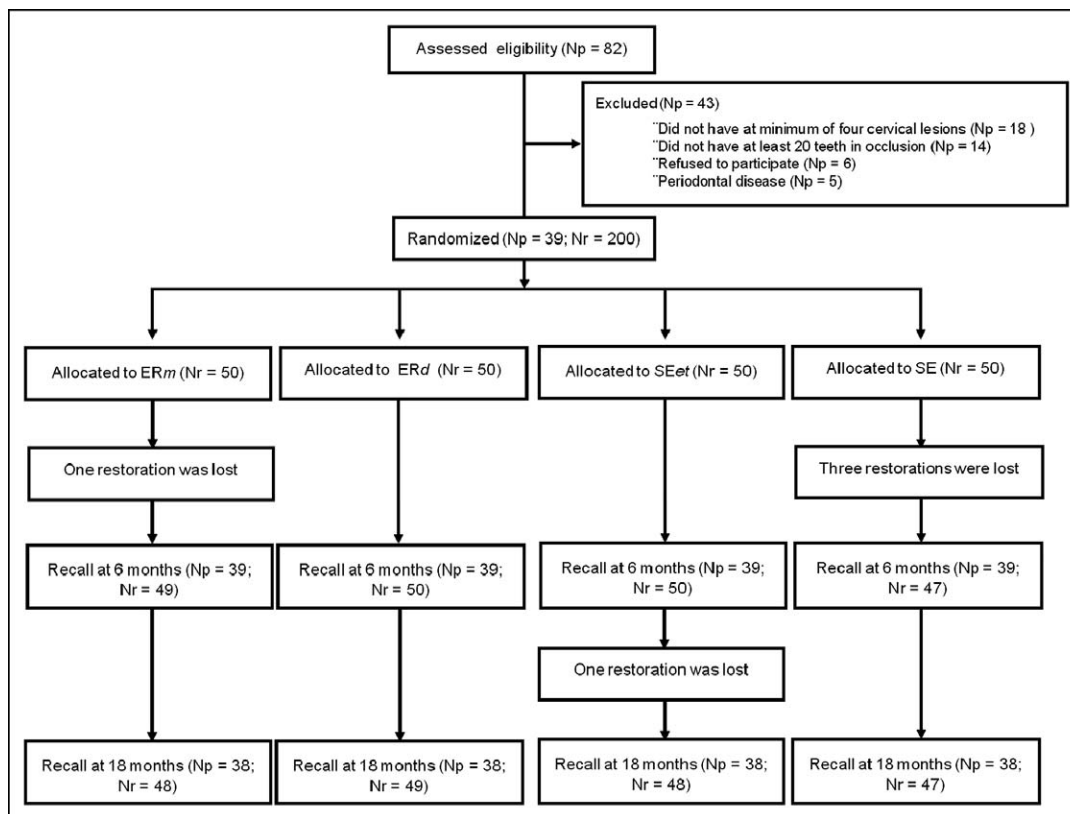 Assessed eligibility (Np = 82)
Excluded (Np = 43)
¨Did not have at minimum of four cervical lesions (Np = 18 )
¨Did not have at least 20 teeth in occlusion (Np = 14)
¨Refused to participate (Np = 6)
¨Periodontal disease (Np = 5)
Randomized (Np = 39; Nr = 200)
Allocated to ERm (Nr = 50)
Allocated to ERd (Nr = 50)
Allocated to SEet (Nr = 50)
Allocated to SE (Nr = 50)
One restoration was lost
Three restorations were lost
Recall at 6 months (Np = 39;
Nr = 49)
Recall at 6 months (Np = 39;
Nr = 50)
Recall at 6 months (Np = 39;
Nr = 50)
Recall at 6 months (Np = 39;
Nr = 47)
One restoration was lost
Recall at 18 months (Np = 38;
Nr = 48)
Recall at 18 months (Np = 38;
Nr = 49)
Recall at 18 months (Np = 38;
Nr = 48)
Recall at 18 months (Np = 38;
Nr = 47)